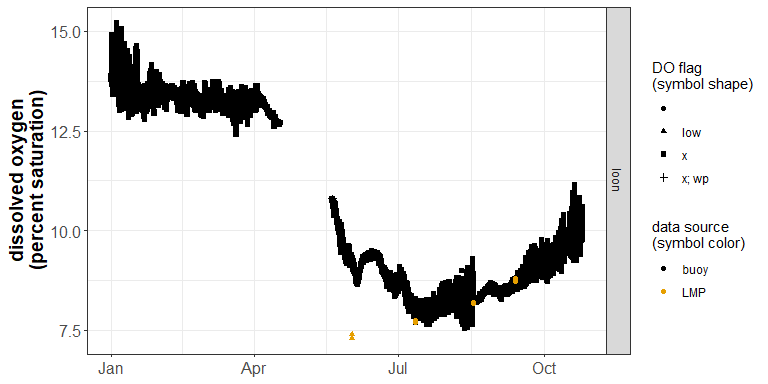 dissolved oxygen
(percent saturation)
15.0
12.5
10.0
7.5
Jan
Apr
Jul
Oct
loon
DO flag
(symbol shape)
low
x
x; wp
data source
(symbol color)
buoy
LMP